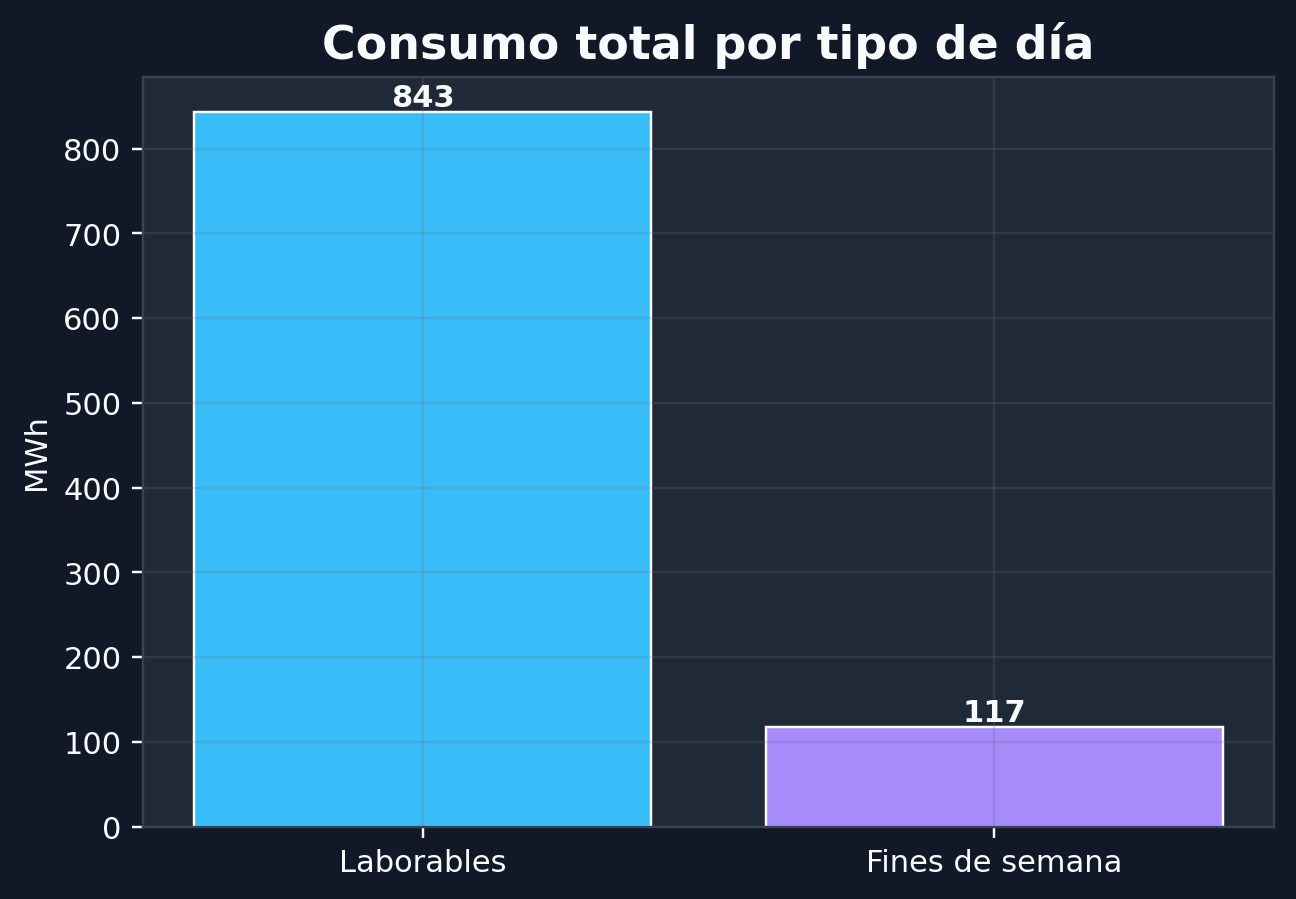 Consumo total por tipo de día
843
800
700
600
500
400
300
200
117
100
0
MWh
Laborables
Fines de semana